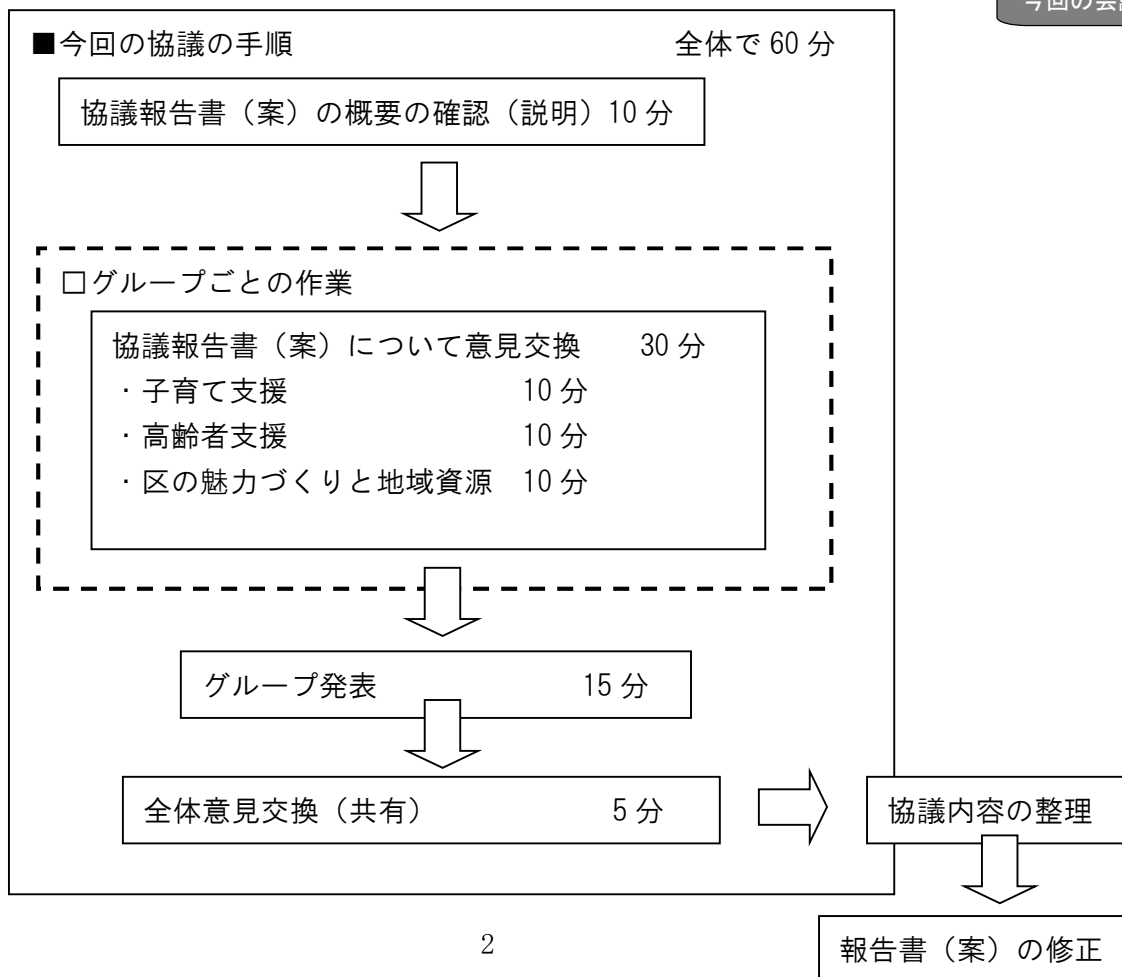 今回の会議
■今回の協議の手順 全体で 60 分
協議報告書（案）の概要の確認（説明）10 分
□グループごとの作業
協議報告書（案）について意見交換 30 分
・子育て支援 10 分
・高齢者支援 10 分
・区の魅力づくりと地域資源 10 分
グループ発表 15 分
全体意見交換（共有） 5 分
協議内容の整理
2
報告書（案）の修正